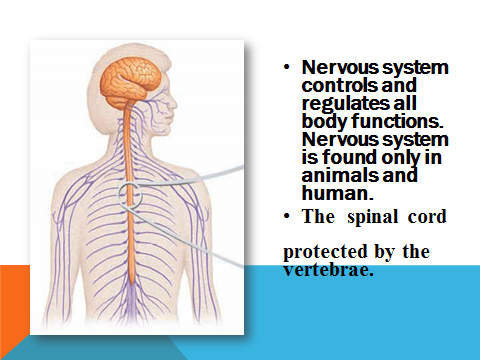 • Nervous system
controls and
regulates all
body functions.
Nervous system
is found only in
animals and
human.
• The spinal cord
protected by the
vertebrae.